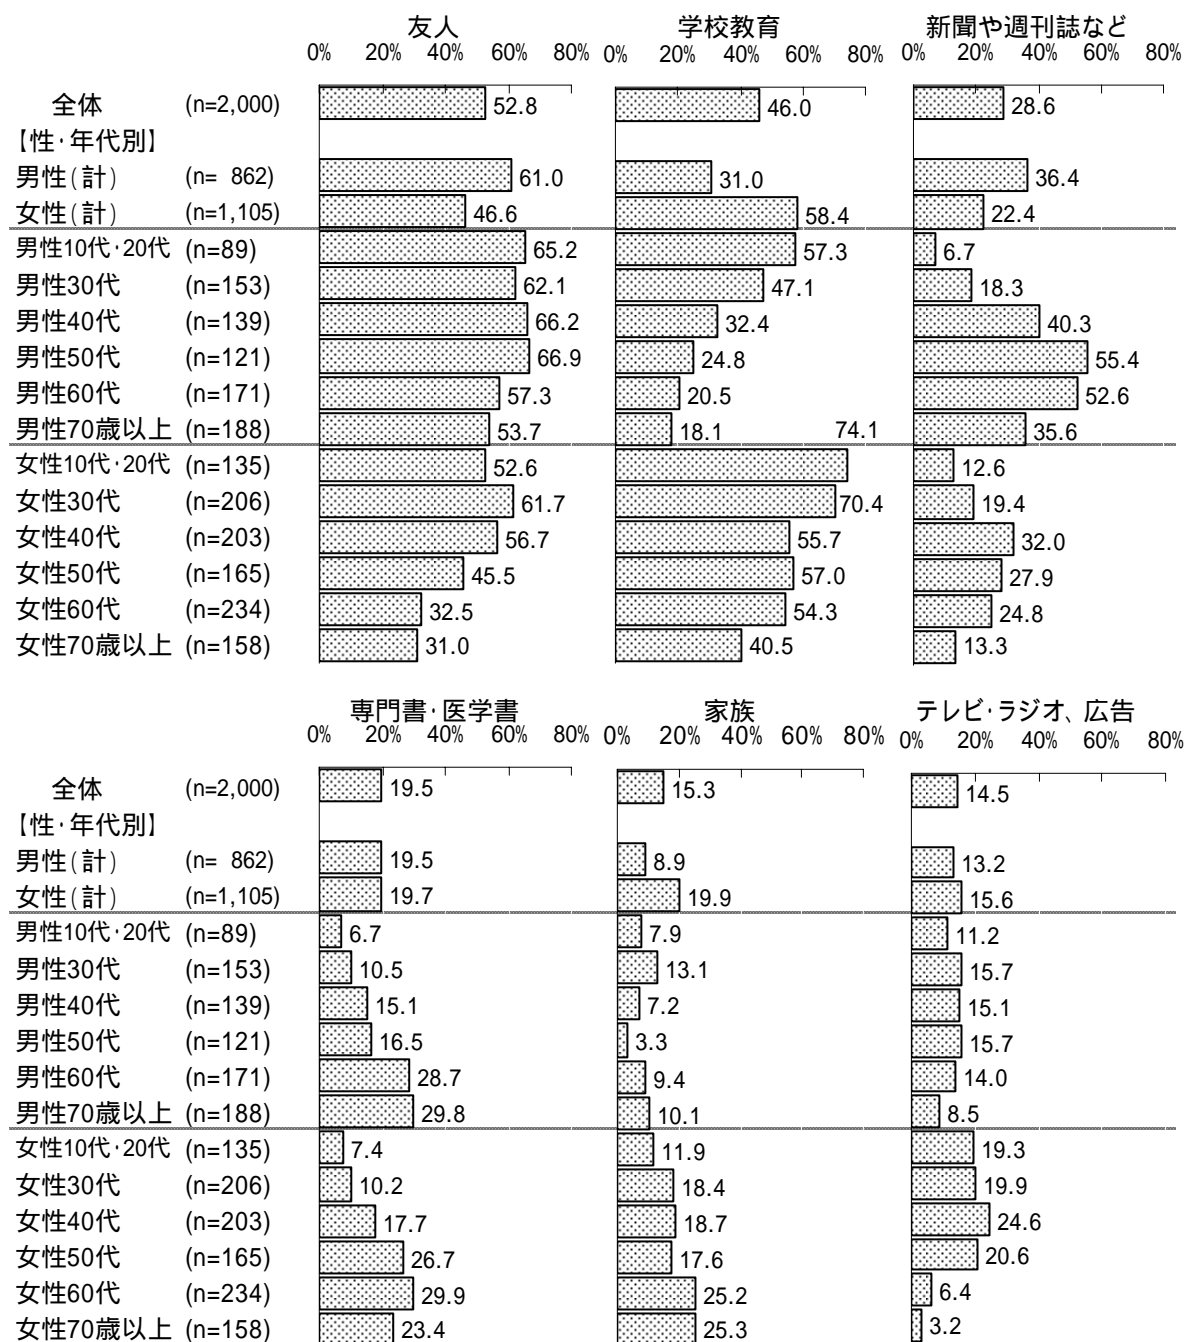 友人 学校教育 新聞や週刊誌など
0% 20% 40% 60% 80% 0% 20% 40% 60% 80% 0% 20% 40% 60% 80%
全体 (n=2,000) 52.8 46.0 28.6
【性・年代別】
男性(計) (n= 862) 61.0 31.0 36.4
女性(計) (n=1,105) 46.6 58.4 22.4
男性10代・20代 (n=89) 65.2 57.3 6.7
男性30代 (n=153) 62.1 47.1 18.3
男性40代 (n=139) 66.2 32.4 40.3
男性50代 (n=121) 66.9 24.8 55.4
男性60代 (n=171) 57.3 20.5 52.6
男性70歳以上 (n=188) 53.7 18.1 74.1 35.6
女性10代・20代 (n=135) 52.6 12.6
女性30代 (n=206) 61.7 70.4 19.4
女性40代 (n=203) 56.7 55.7 32.0
女性50代 (n=165) 45.5 57.0 27.9
女性60代 (n=234) 32.5 54.3 24.8
女性70歳以上 (n=158) 31.0 40.5 13.3
専門書・医学書 家族 テレビ・ラジオ、広告
0% 20% 40% 60% 80% 0% 20% 40% 60% 80% 0% 20% 40% 60% 80%
全体 (n=2,000) 19.5 15.3 14.5
【性・年代別】
男性(計) (n= 862) 19.5 8.9 13.2
女性(計) (n=1,105) 19.7 19.9 15.6
男性10代・20代 (n=89) 6.7 7.9 11.2
男性30代 (n=153) 10.5 13.1 15.7
男性40代 (n=139) 15.1 7.2 15.1
男性50代 (n=121) 16.5 3.3 15.7
男性60代 (n=171) 28.7 9.4 14.0
男性70歳以上 (n=188) 29.8 10.1 8.5
女性10代・20代 (n=135) 7.4 11.9 19.3
女性30代 (n=206) 10.2 18.4 19.9
女性40代 (n=203) 17.7 18.7 24.6
女性50代 (n=165) 26.7 17.6 20.6
女性60代 (n=234) 29.9 25.2 6.4
女性70歳以上 (n=158) 23.4 25.3 3.2